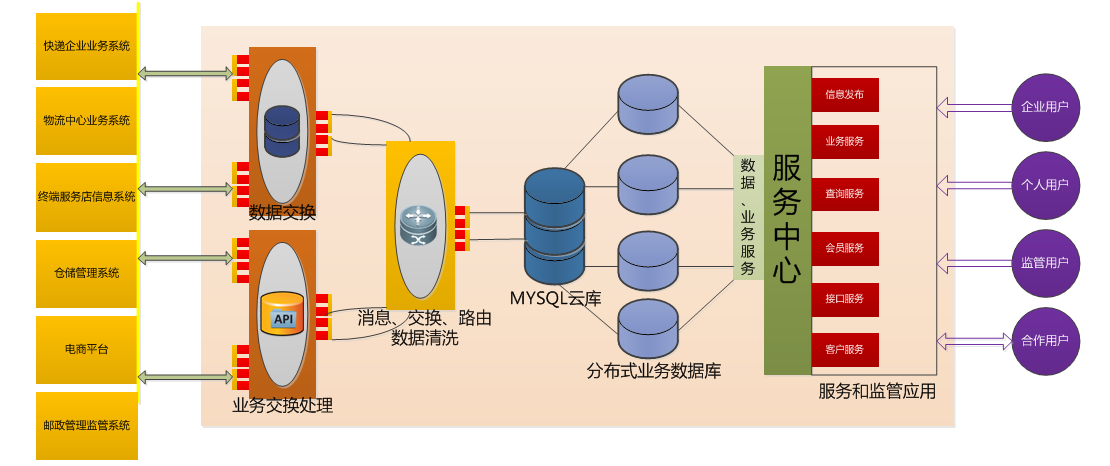 快递企业业务系统
物流中心业务系统
终端服务店信息系统
仓储管理系统
电商平台
邮政管理监管系统
数据交换
API
业务交换处理
消息、交换、路由
数据清洗
MYSQL云库
分布式业务数据库
数据、业务服务
服务中心
信息发布
业务服务
查询服务
会员服务
接口服务
客户服务
服务和监管应用
企业用户
个人用户
监管用户
合作用户